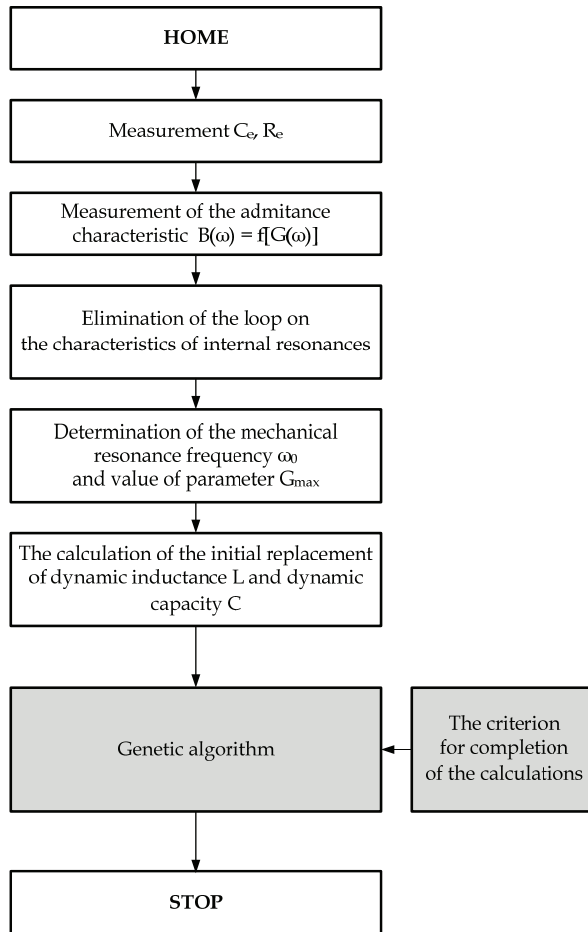 HOME
Measurement Cₑ, Rₑ
Measurement of the admitance
characteristic B(ω) = f[G(ω)]
Elimination of the loop on
the characteristics of internal resonances
Determination of the mechanical
resonance frequency ω₀
and value of parameter Gₘₐₓ
The calculation of the initial replacement
of dynamic inductance L and dynamic
capacity C
Genetic algorithm
The criterion
for completion
of the calculations
STOP